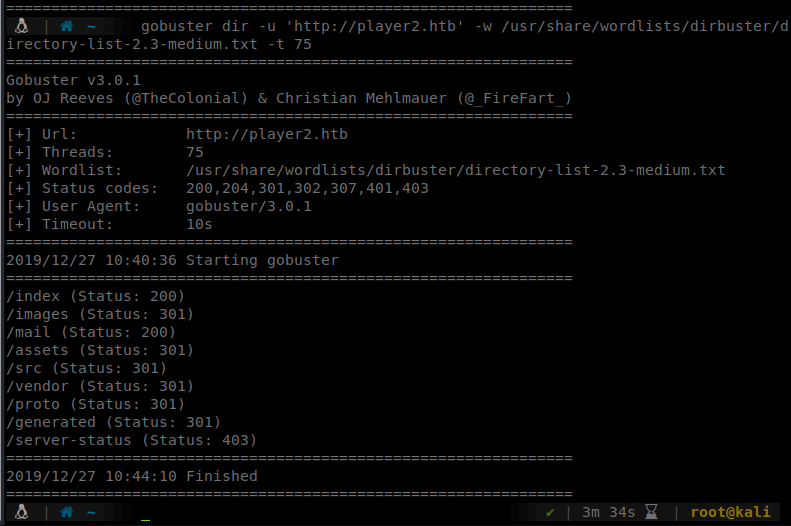 ===============================================================
| ~ gobuster dir -u 'http://player2.htb' -w /usr/share/wordlists/dirbuster/d
irectory-list-2.3-medium.txt -t 75
===============================================================
Gobuster v3.0.1
by OJ Reeves (@TheColonial) & Christian Mehlmauer (@_FireFart_)
===============================================================
[+] Url:            http://player2.htb
[+] Threads:        75
[+] Wordlist:       /usr/share/wordlists/dirbuster/directory-list-2.3-medium.txt
[+] Status codes:   200,204,301,302,307,401,403
[+] User Agent:     gobuster/3.0.1
[+] Timeout:        10s
===============================================================
2019/12/27 10:40:36 Starting gobuster
===============================================================
/index (Status: 200)
/images (Status: 301)
/mail (Status: 200)
/assets (Status: 301)
/src (Status: 301)
/vendor (Status: 301)
/proto (Status: 301)
/generated (Status: 301)
/server-status (Status: 403)
===============================================================
2019/12/27 10:44:10 Finished
===============================================================
| ~ _ ✔ | 3m 34s | root@kali